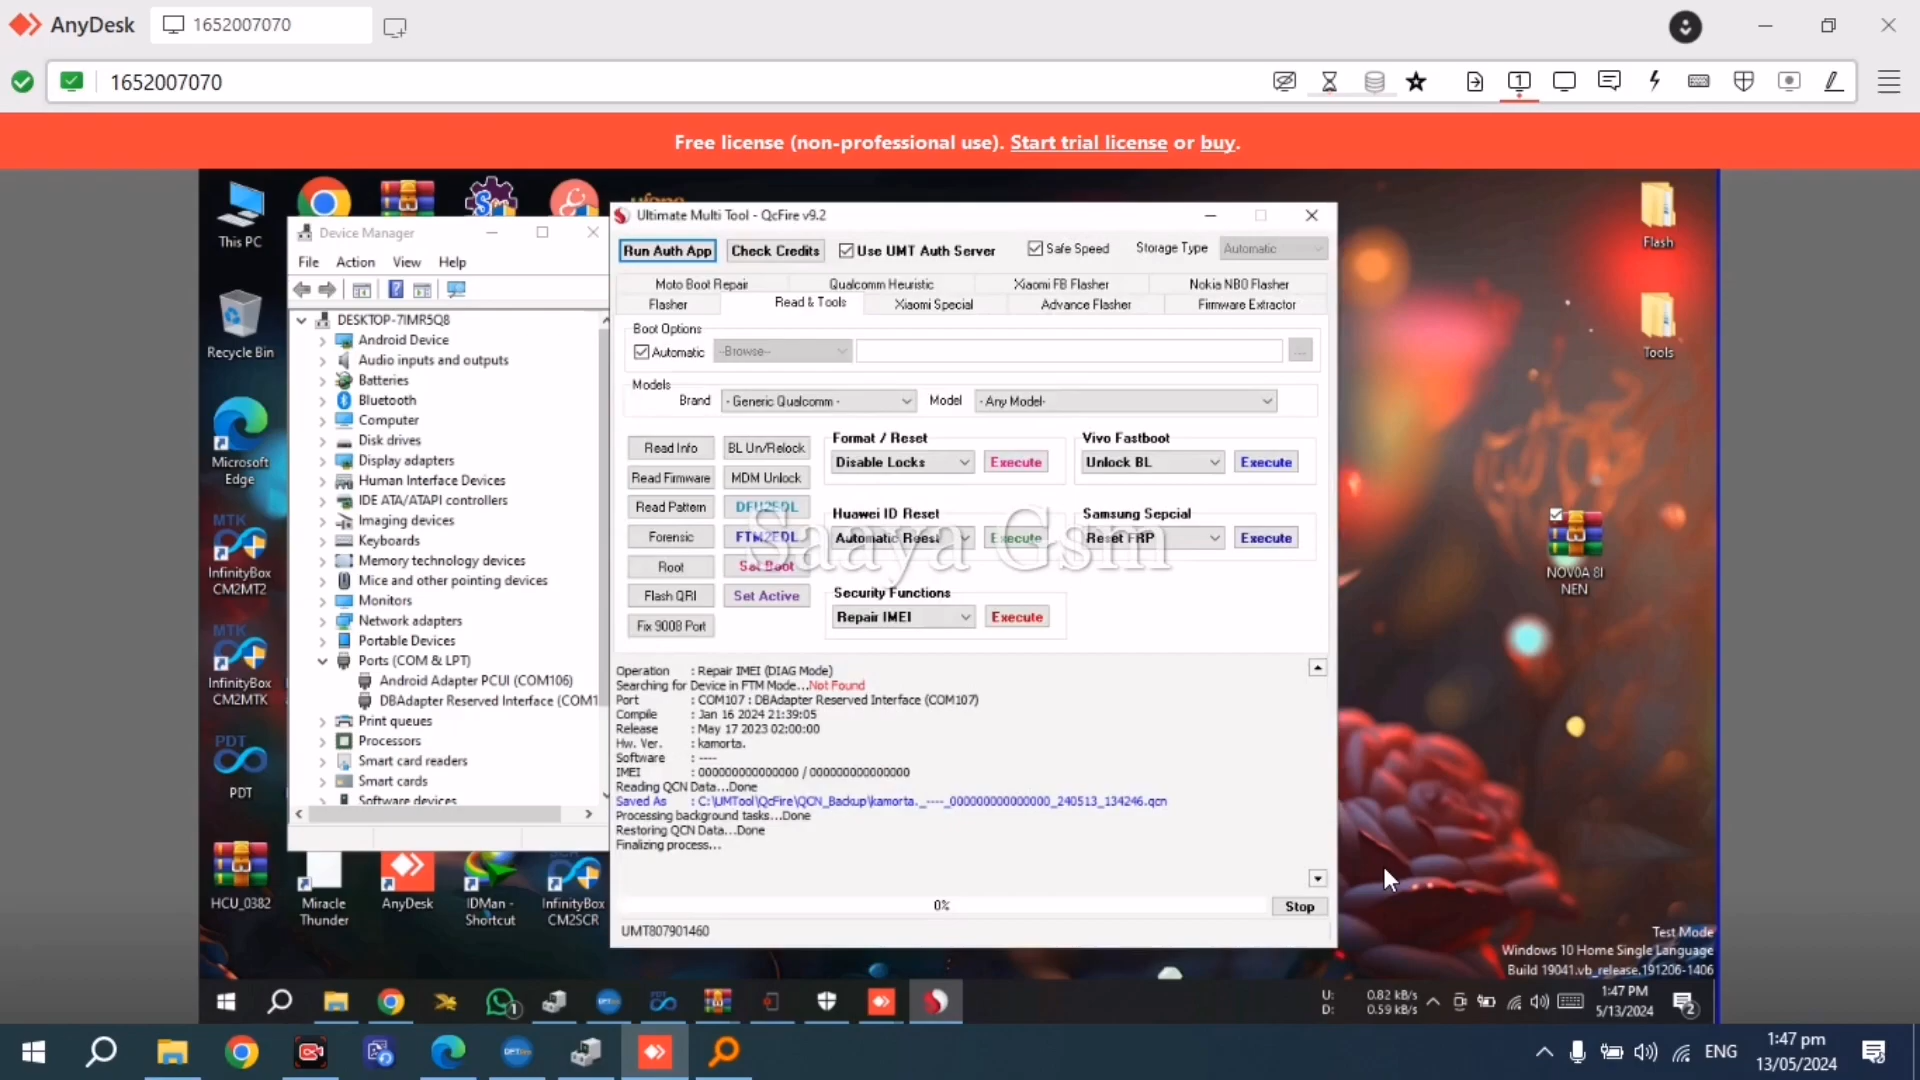 AnyDesk
1652007070
1652007070
Free license (non-professional use). Start trial license or buy.
This PC
Recycle Bin
Microsoft
Edge
InfinityBox
CM2MT2
InfinityBox
CM2MTK
PDT
HCU_0382
Miracle
Thunder
AnyDesk
IDMan -
Shortcut
InfinityBox
CM2SCR
Device Manager
File Action View Help
DESKTOP-7IMR5Q8
Android Device
Audio inputs and outputs
Batteries
Bluetooth
Computer
Disk drives
Display adapters
Human Interface Devices
IDE ATA/ATAPI controllers
Imaging devices
Keyboards
Memory technology devices
Mice and other pointing devices
Monitors
Network adapters
Portable Devices
Ports (COM & LPT)
Android Adapter PCUI (COM106)
DBAdapter Reserved Interface (COM1
Print queues
Processors
Smart card readers
Smart cards
Software devices
Ultimate Multi Tool - QcFire v9.2
Run Auth App Check Credits Use UMT Auth Server Safe Speed Storage Type Automatic
Moto Boot Repair Qualcomm Heuristic Xiaomi FB Flasher Nokia NB0 Flasher
Flasher Read & Tools Xiaomi Special Advance Flasher Firmware Extractor
Boot Options
Automatic --Browse-- ...
Models
Brand - Generic Qualcomm - Model - Any Model-
Read Info BL Un/Relock
Read Firmware MDM Unlock
Read Pattern DFU2EDL
Forensic FTM2EDL
Root Sat Boot
Flash QRI Set Active
Fix 9008 Port
Format / Reset
Disable Locks Execute
Vivo Fastboot
Unlock BL Execute
Huawei ID Reset
Automatic Reest Execute
Samsung Sepcial
Reset FRP Execute
Security Functions
Repair IMEI Execute
Saaya Gsm
Operation : Repair IMEI (DIAG Mode)
Searching for Device in FTM Mode...Not Found
Port : COM107 : DBAdapter Reserved Interface (COM107)
Compile : Jan 16 2024 21:39:05
Release : May 17 2023 02:00:00
Hw. Ver. : kamorta.
Software : ----
IMEI : 000000000000000 / 000000000000000
Reading QCN Data...Done
Saved As : C:\UMTool\QcFire\QCN_Backup\kamorta._----_000000000000000_240513_134246.qcn
Processing background tasks...Done
Restoring QCN Data...Done
Finalizing process...
0%
Stop
UMT807901460
Flash
Tools
NOV0A 8I
NEN
Test Mode
Windows 10 Home Single Language
Build 19041.vb_release.191206-1406
U: 0.82 kB/s
D: 0.59 kB/s
1:47 PM
5/13/2024
2
ENG
1:47 pm
13/05/2024